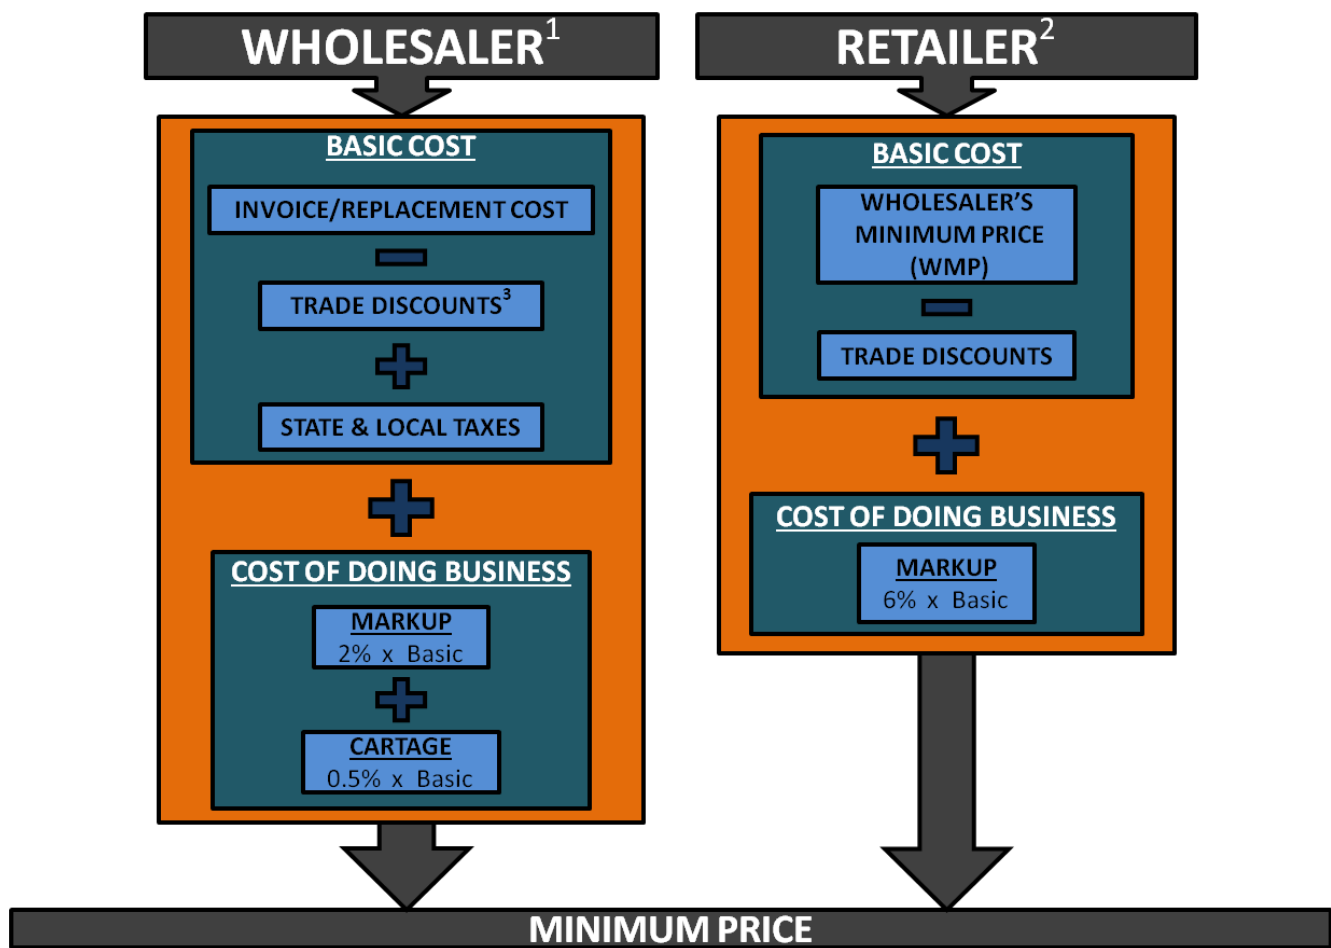 WHOLESALER¹
BASIC COST
INVOICE/REPLACEMENT COST
TRADE DISCOUNTS³
STATE & LOCAL TAXES
COST OF DOING BUSINESS
MARKUP
2% x Basic
CARTAGE
0.5% x Basic
RETAILER²
BASIC COST
WHOLESALER'S
MINIMUM PRICE
(WMP)
TRADE DISCOUNTS
COST OF DOING BUSINESS
MARKUP
6% x Basic
MINIMUM PRICE